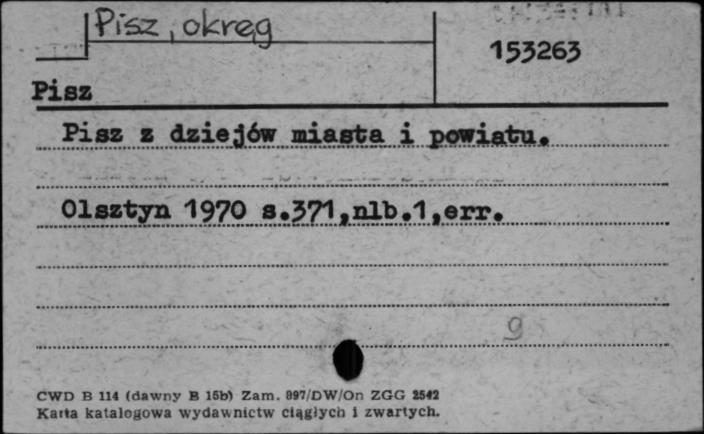 Pisz, okręg
153263
Pisz
Pisz z dziejów miasta i powiatu.
Olsztyn 1970 s.371,nlb.1,err.
9
CWD B 114 (dawny B 15b) Zam. 897/DW/On ZGG 2542
Karta katalogowa wydawnictw ciągłych i zwartych.